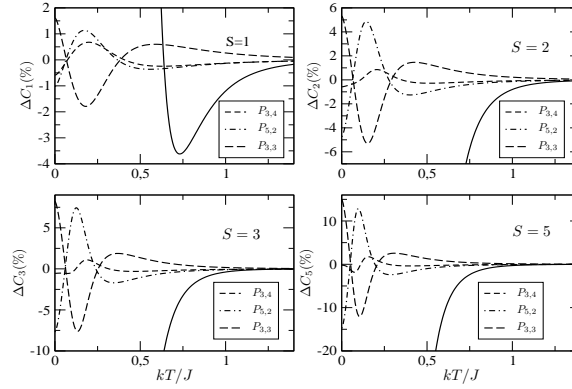 2
1
0
-1
-2
-3
-4
ΔC₁(%)
S=1
P₃,₄
P₅,₂
P₃,₃
0
0,5
1
6
4
2
0
-2
-4
-6
ΔC₂(%)
S = 2
P₃,₄
P₅,₂
P₃,₃
0
0,5
1
5
0
-5
-10
ΔC₃(%)
S = 3
P₃,₄
P₅,₂
P₃,₃
0
0,5
1
kT/J
10
0
-10
-20
ΔC₅(%)
S = 5
P₃,₄
P₅,₂
P₃,₃
0
0,5
1
kT/J